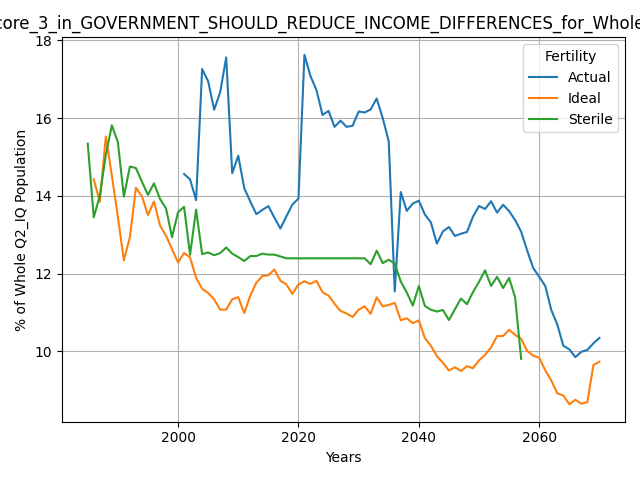 core_3_in_GOVERNMENT_SHOULD_REDUCE_INCOME_DIFFERENCES_for_Whole
Fertility
Actual
Ideal
Sterile
% of Whole Q2_IQ Population
18
16
14
12
10
2000 2020 2040 2060
Years